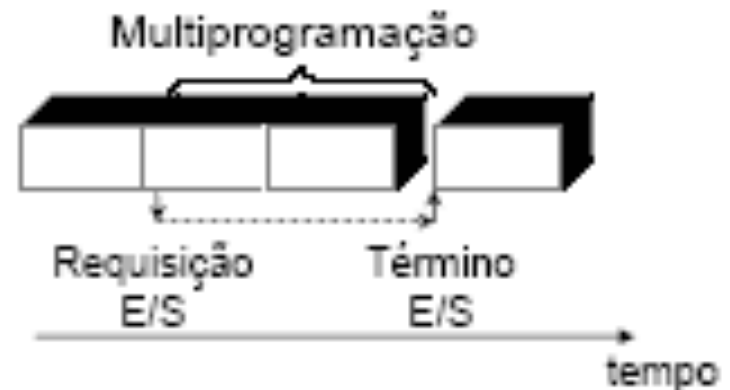 Multiprogramação
Requisição
E/S
Término
E/S
tempo